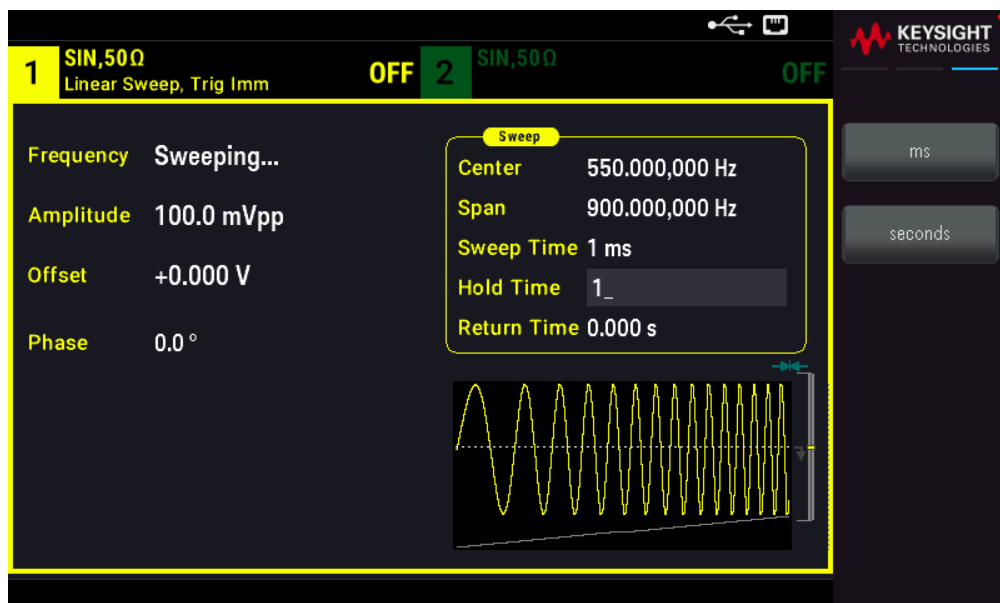 KEYSIGHT
TECHNOLOGIES
1 SIN,50Ω OFF
Linear Sweep, Trig Imm
2 SIN,50Ω OFF
Frequency Sweeping...
Amplitude 100.0 mVpp
Offset +0.000 V
Phase 0.0 °
Sweep
Center 550.000,000 Hz
Span 900.000,000 Hz
Sweep Time 1 ms
Hold Time 1_
Return Time 0.000 s
ms
seconds